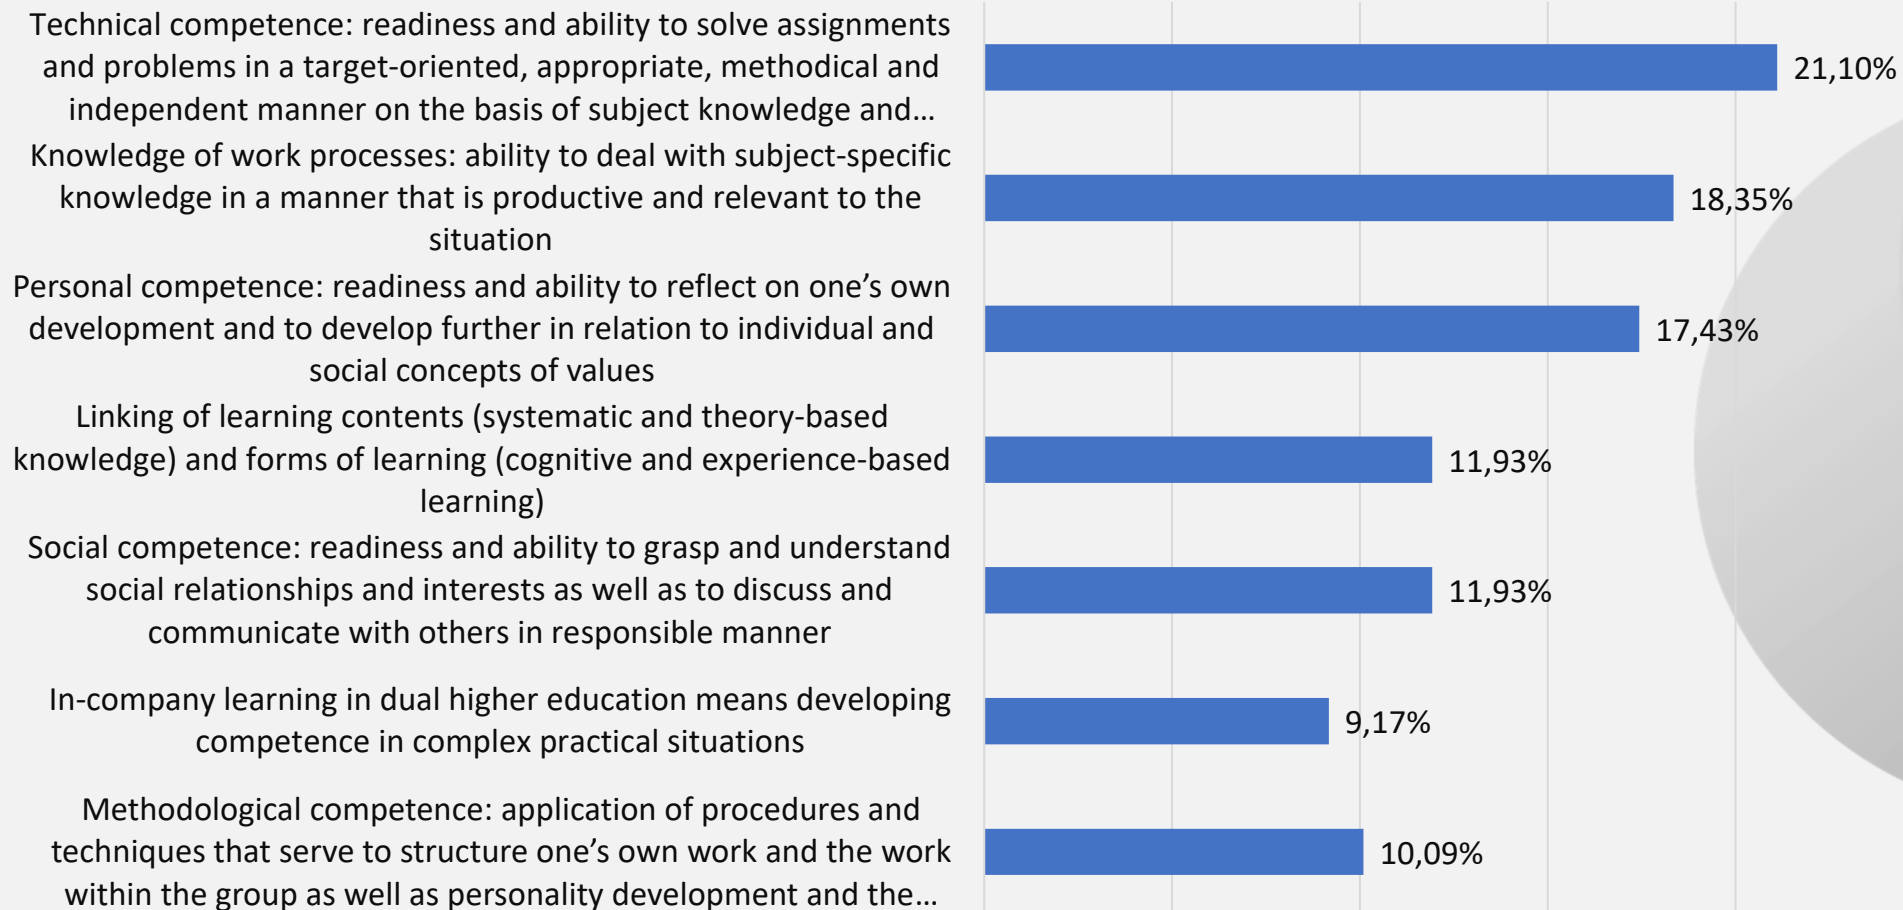 Technical competence: readiness and ability to solve assignments
and problems in a target-oriented, appropriate, methodical and
independent manner on the basis of subject knowledge and…
21,10%
Knowledge of work processes: ability to deal with subject-specific
knowledge in a manner that is productive and relevant to the
situation
18,35%
Personal competence: readiness and ability to reflect on one’s own
development and to develop further in relation to individual and
social concepts of values
17,43%
Linking of learning contents (systematic and theory-based
knowledge) and forms of learning (cognitive and experience-based
learning)
11,93%
Social competence: readiness and ability to grasp and understand
social relationships and interests as well as to discuss and
communicate with others in responsible manner
11,93%
In-company learning in dual higher education means developing
competence in complex practical situations
9,17%
Methodological competence: application of procedures and
techniques that serve to structure one’s own work and the work
within the group as well as personality development and the…
10,09%